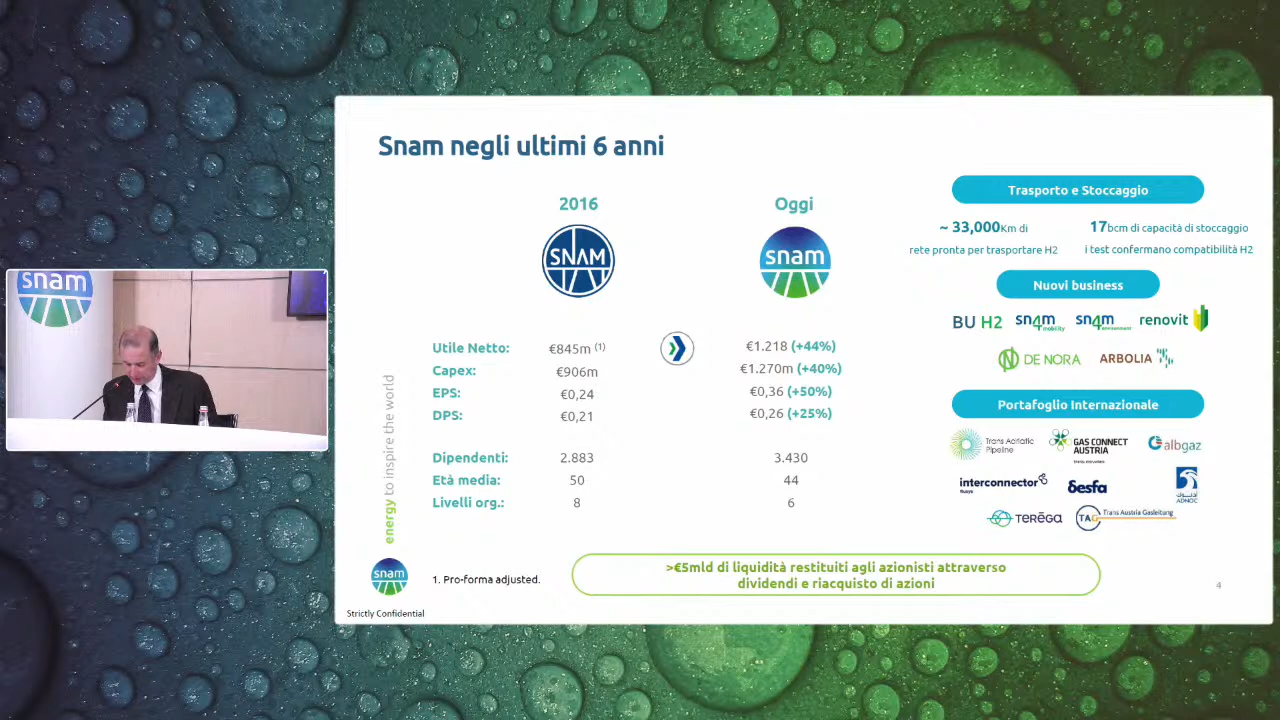 snam
Snam negli ultimi 6 anni
2016
Oggi
SNAM
snam
Utile Netto: €845m (1) €1.218 (+44%)
Capex: €906m €1.270m (+40%)
EPS: €0,24 €0,36 (+50%)
DPS: €0,21 €0,26 (+25%)
Dipendenti: 2.883 3.430
Età media: 50 44
Livelli org.: 8 6
energy to inspire the world
Trasporto e Stoccaggio
~ 33,000Km di
rete pronta per trasportare H2
17bcm di capacità di stoccaggio
i test confermano compatibilità H2
Nuovi business
BU H2
sn4m
mobility
sn4m
environment
renovit
DE NORA
ARBOLIA
Portafoglio Internazionale
Trans Adriatic
Pipeline
GAS CONNECT
AUSTRIA
albgaz
interconnector
δesfa
أدنوك
ADNOC
TERĒGA
TAG Trans Austria Gasleitung
snam
1. Pro-forma adjusted.
>€5mld di liquidità restituiti agli azionisti attraverso
dividendi e riacquisto di azioni
4
Strictly Confidential